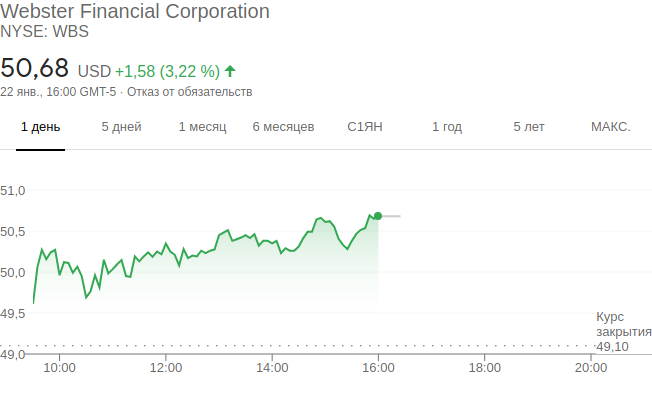 Webster Financial Corporation
NYSE: WBS
50,68 USD +1,58 (3,22 %)
22 янв., 16:00 GMT-5 · Отказ от обязательств
1 день 5 дней 1 месяц 6 месяцев С1ЯН 1 год 5 лет МАКС.
51,0
50,5
50,0
49,5
Курс
закрытия
49,10
49,0
10:00 12:00 14:00 16:00 18:00 20:00